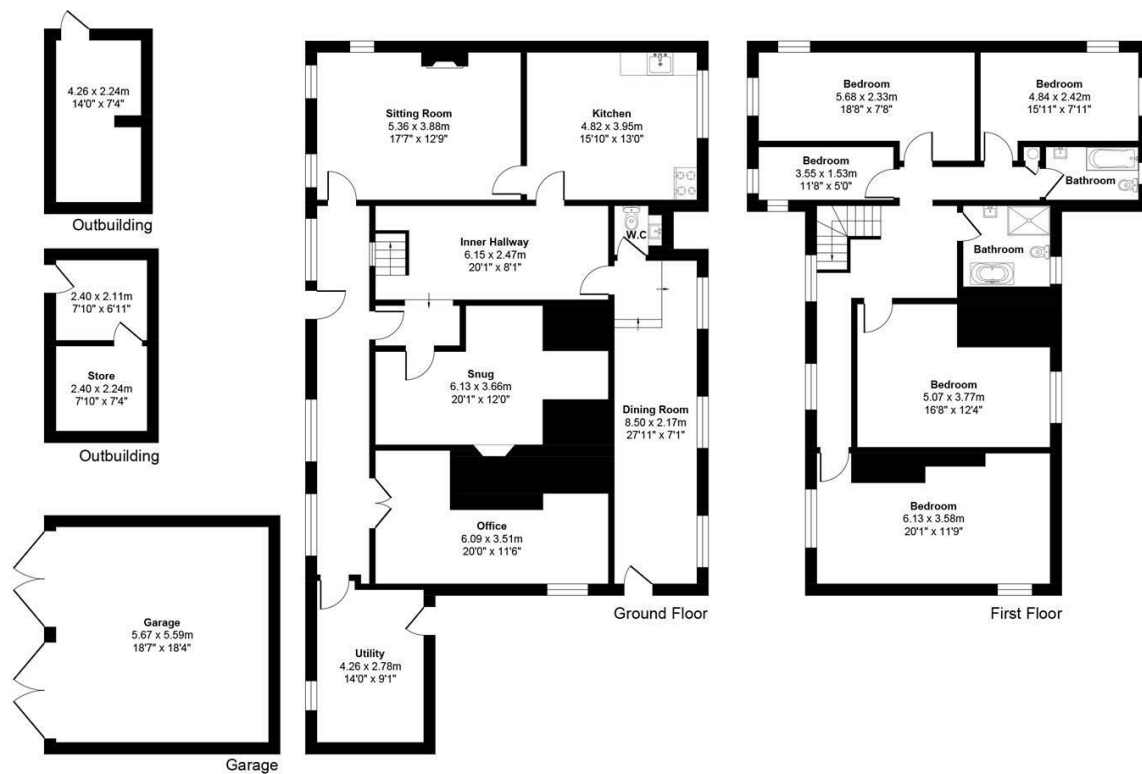 4.26 x 2.24m
14'0" x 7'4"
Outbuilding
2.40 x 2.11m
7'10" x 6'11"
Store
2.40 x 2.24m
7'10" x 7'4"
Outbuilding
Garage
5.67 x 5.59m
18'7" x 18'4"
Garage
Sitting Room
5.36 x 3.88m
17'7" x 12'9"
Kitchen
4.82 x 3.95m
15'10" x 13'0"
Inner Hallway
6.15 x 2.47m
20'1" x 8'1"
W.C
Snug
6.13 x 3.66m
20'1" x 12'0"
Dining Room
8.50 x 2.17m
27'11" x 7'1"
Office
6.09 x 3.51m
20'0" x 11'6"
Utility
4.26 x 2.78m
14'0" x 9'1"
Ground Floor
Bedroom
5.68 x 2.33m
18'8" x 7'8"
Bedroom
4.84 x 2.42m
15'11" x 7'11"
Bedroom
3.55 x 1.53m
11'8" x 5'0"
Bathroom
Bathroom
Bedroom
5.07 x 3.77m
16'8" x 12'4"
Bedroom
6.13 x 3.58m
20'1" x 11'9"
First Floor